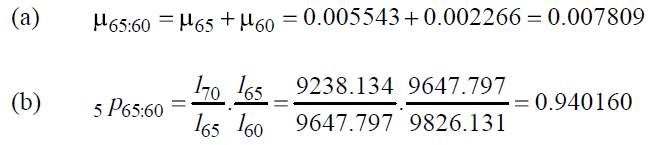 (a) μ65:60 = μ65 + μ60 = 0.005543 + 0.002266 = 0.007809
(b) 5p65:60 = l70/l65 . l65/l60 = 9238.134/9647.797 . 9647.797/9826.131 = 0.940160